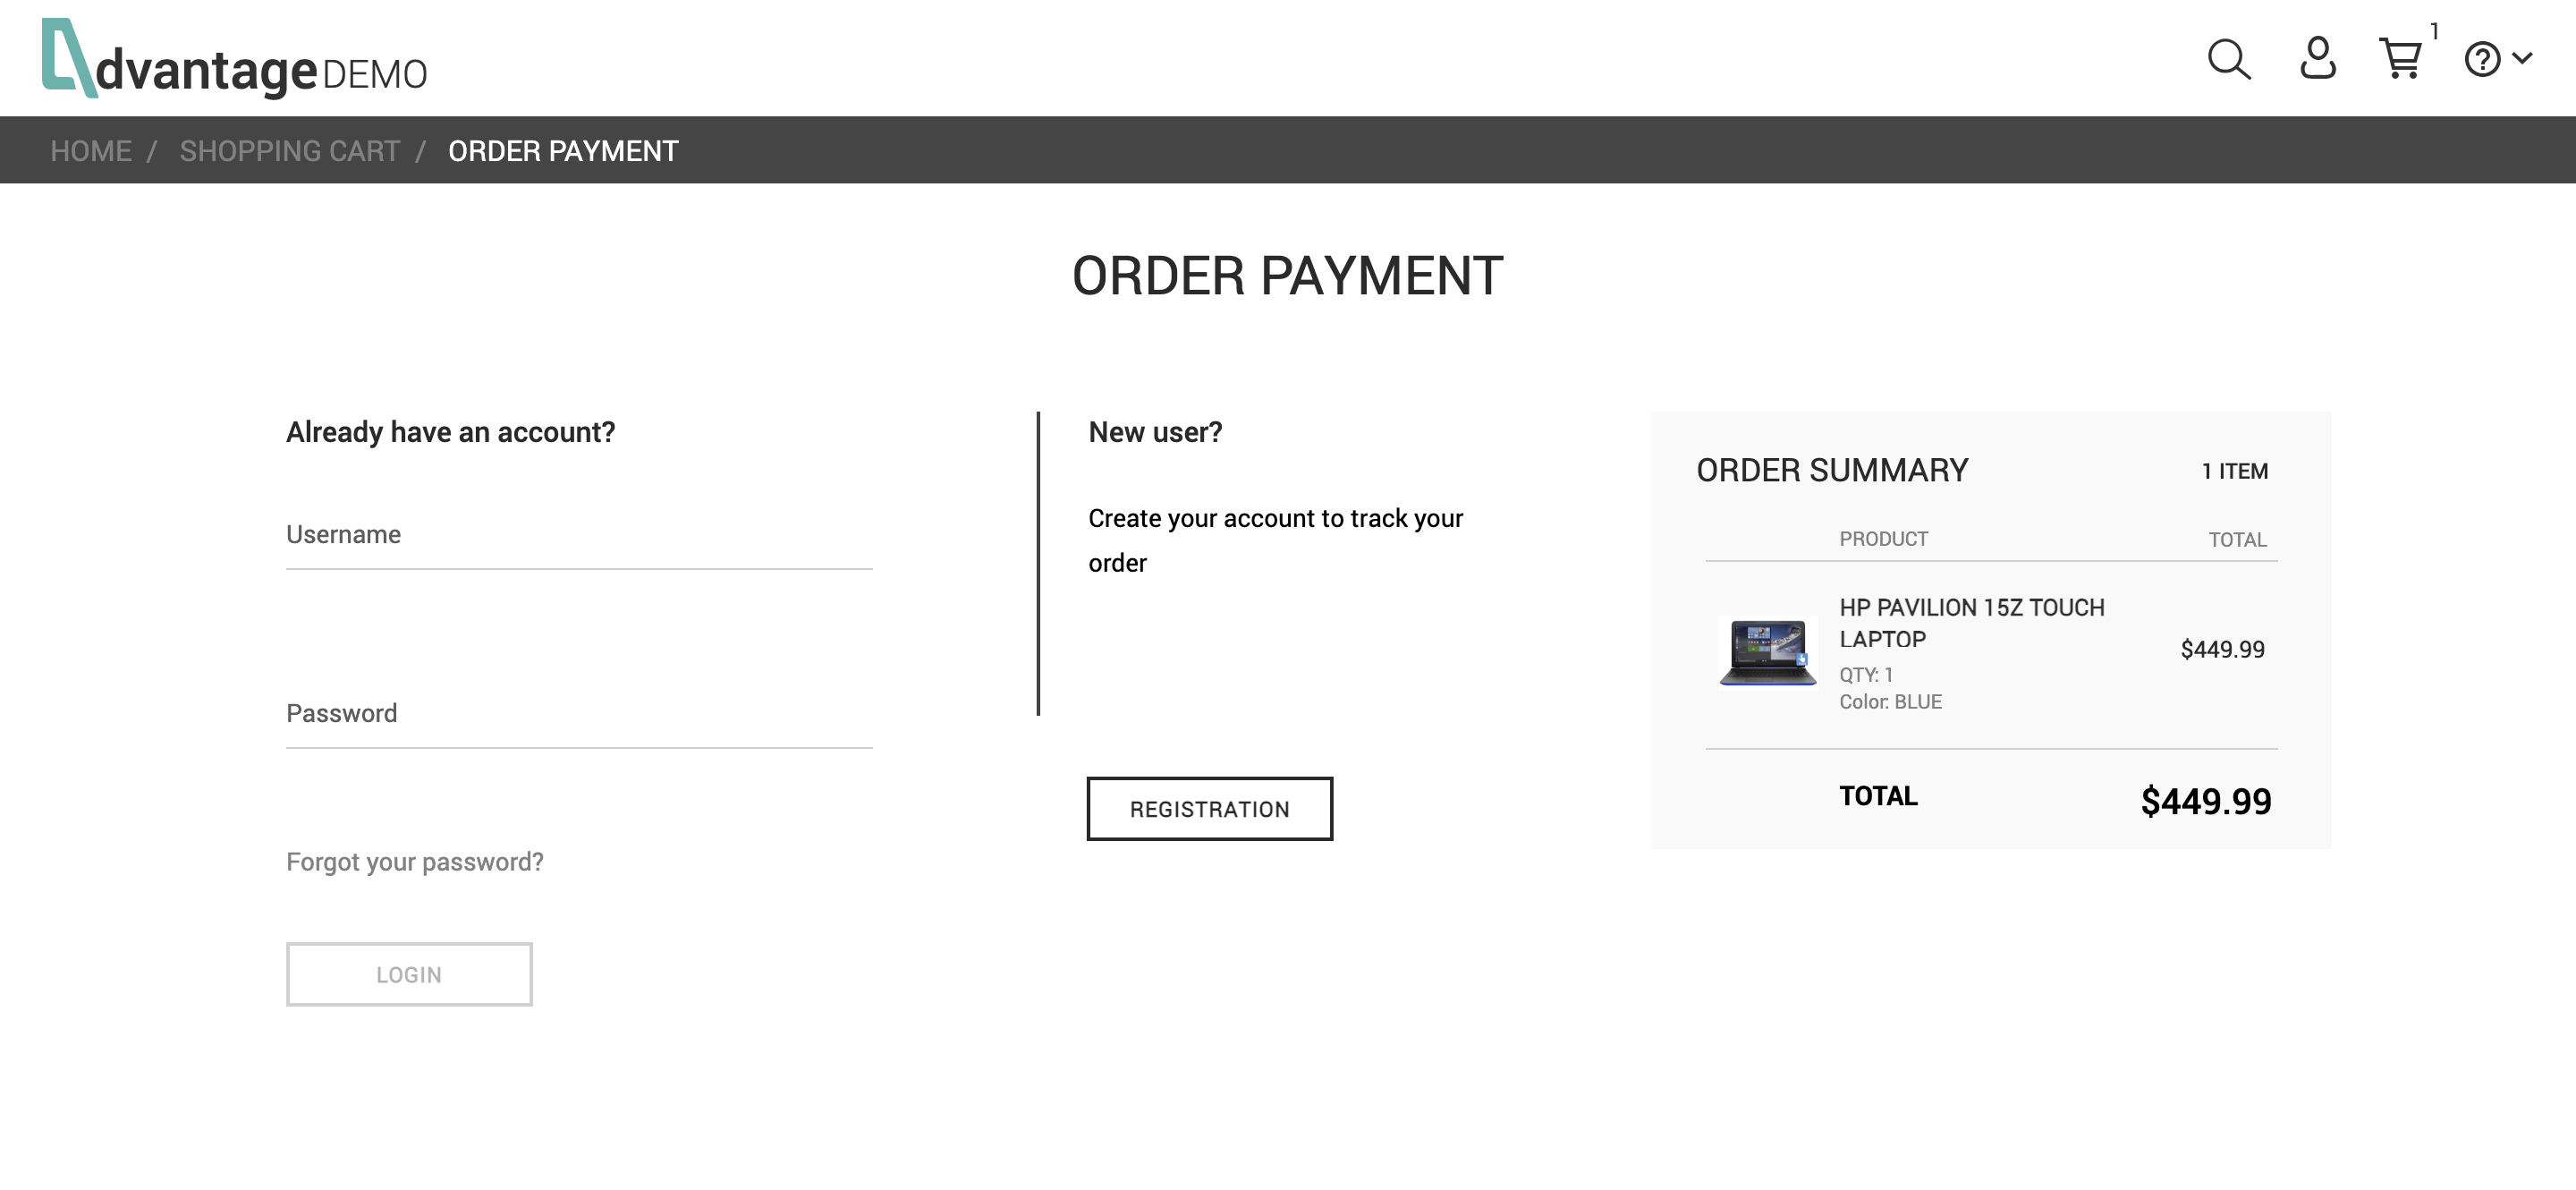 dvantage DEMO
1
HOME / SHOPPING CART / ORDER PAYMENT
ORDER PAYMENT
Already have an account?
Username
Password
Forgot your password?
LOGIN
New user?
Create your account to track your
order
REGISTRATION
ORDER SUMMARY 1 ITEM
PRODUCT TOTAL
HP PAVILION 15Z TOUCH
LAPTOP
$449.99
QTY: 1
Color: BLUE
TOTAL $449.99